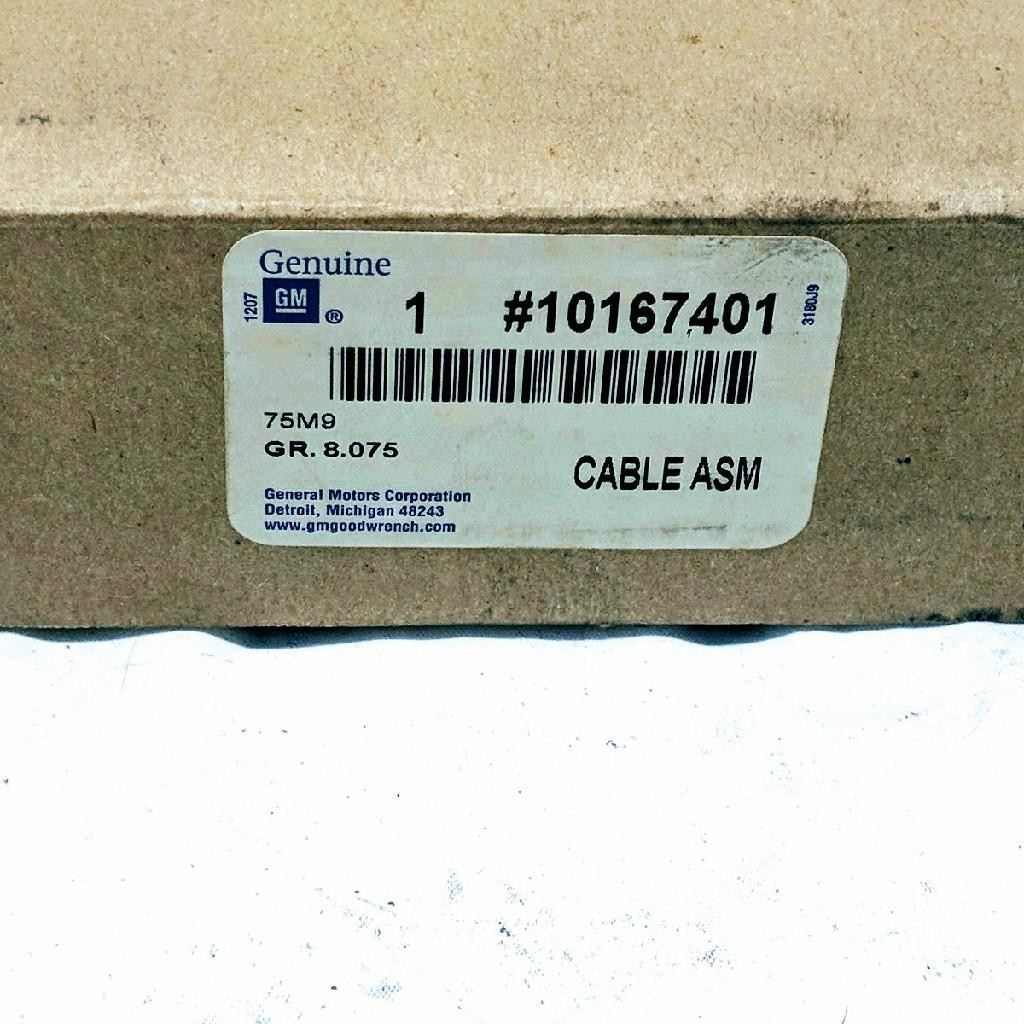 Genuine
1207
GM ®
1 #10167401
3180J9
75M9
GR. 8.075
CABLE ASM
General Motors Corporation
Detroit, Michigan 48243
www.gmgoodwrench.com